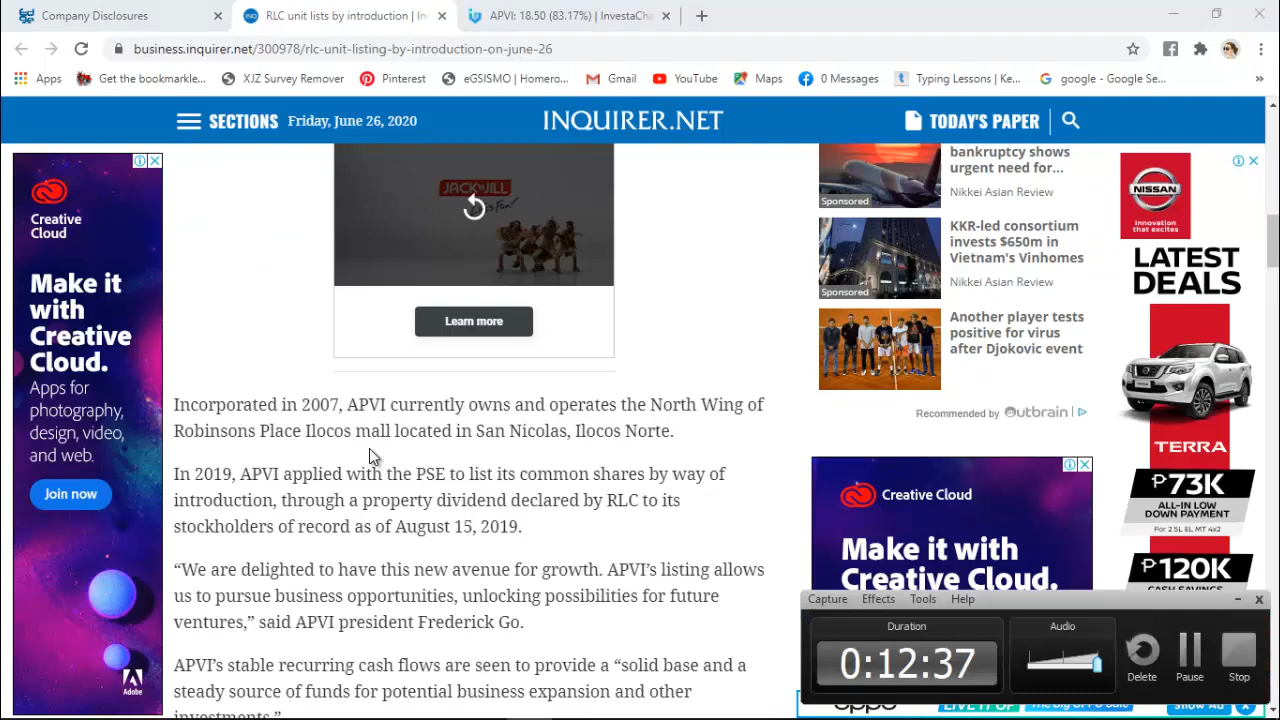 Company Disclosures
RLC unit lists by introduction | In
APVI: 18.50 (83.17%) | InvestaCha
business.inquirer.net/300978/rlc-unit-listing-by-introduction-on-june-26
Apps
Get the bookmarkle...
XJZ Survey Remover
Pinterest
eGSISMO | Homero...
Gmail
YouTube
Maps
0 Messages
Typing Lessons | Ke...
google - Google Se...
SECTIONS
Friday, June 26, 2020
INQUIRER.NET
TODAY'S PAPER
Creative
Cloud
Make it
with
Creative
Cloud.
Apps for
photography,
design, video,
and web.
Join now
Adobe
JACKWILL
Learn more
Incorporated in 2007, APVI currently owns and operates the North Wing of
Robinsons Place Ilocos mall located in San Nicolas, Ilocos Norte.
In 2019, APVI applied with the PSE to list its common shares by way of
introduction, through a property dividend declared by RLC to its
stockholders of record as of August 15, 2019.
“We are delighted to have this new avenue for growth. APVI’s listing allows
us to pursue business opportunities, unlocking possibilities for future
ventures,” said APVI president Frederick Go.
APVI’s stable recurring cash flows are seen to provide a “solid base and a
steady source of funds for potential business expansion and other
investments.”
bankruptcy shows
urgent need for...
Nikkei Asian Review
Sponsored
KKR-led consortium
invests $650m in
Vietnam's Vinhomes
Nikkei Asian Review
Sponsored
Another player tests
positive for virus
after Djokovic event
Recommended by Outbrain
Creative Cloud
Make it with
Creative Cloud.
NISSAN
Innovation
that excites
LATEST
DEALS
TERRA
₱73K
ALL-IN LOW
DOWN PAYMENT
For 2.5L EL MT 4x2
₱120K
CASH SAVINGS
Capture
Effects
Tools
Help
Duration
0:12:37
Audio
Delete
Pause
Stop
oppo
LIVE IT UP
The Big OPPO Sale
Show Ad